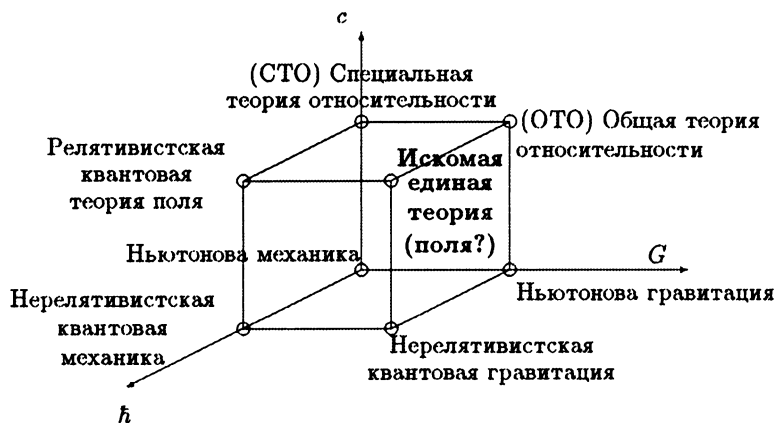 c
(СТО) Специальная
теория относительности
(ОТО) Общая теория
относительности
Релятивистская
квантовая
теория поля
Искомая
единая
теория
(поля?)
Ньютонова механика
G
Ньютонова гравитация
Нерелятивистская
квантовая
механика
Нерелятивистская
квантовая гравитация
ħ